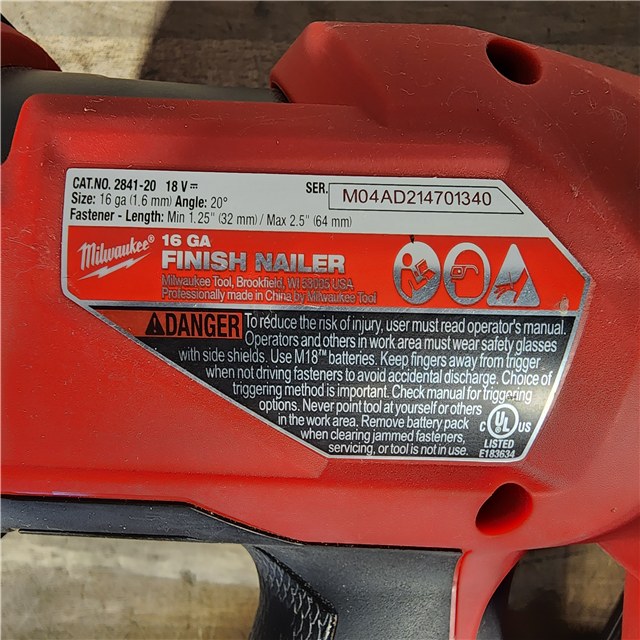 CAT.NO. 2841-20 18 V⎓ SER. M04AD214701340
Size: 16 ga (1.6 mm) Angle: 20°
Fastener - Length: Min 1.25" (32 mm) / Max 2.5" (64 mm)
Milwaukee®
16 GA
FINISH NAILER
Milwaukee Tool, Brookfield, WI 53005 USA
Professionally made in China by Milwaukee Tool
DANGER To reduce the risk of injury, user must read operator's manual.
Operators and others in work area must wear safety glasses
with side shields. Use M18™ batteries. Keep fingers away from trigger
when not driving fasteners to avoid accidental discharge. Choice of
triggering method is important. Check manual for triggering
options. Never point tool at yourself or others
in the work area. Remove battery pack
when clearing jammed fasteners,
servicing, or tool is not in use.
C UL US
LISTED
E183634